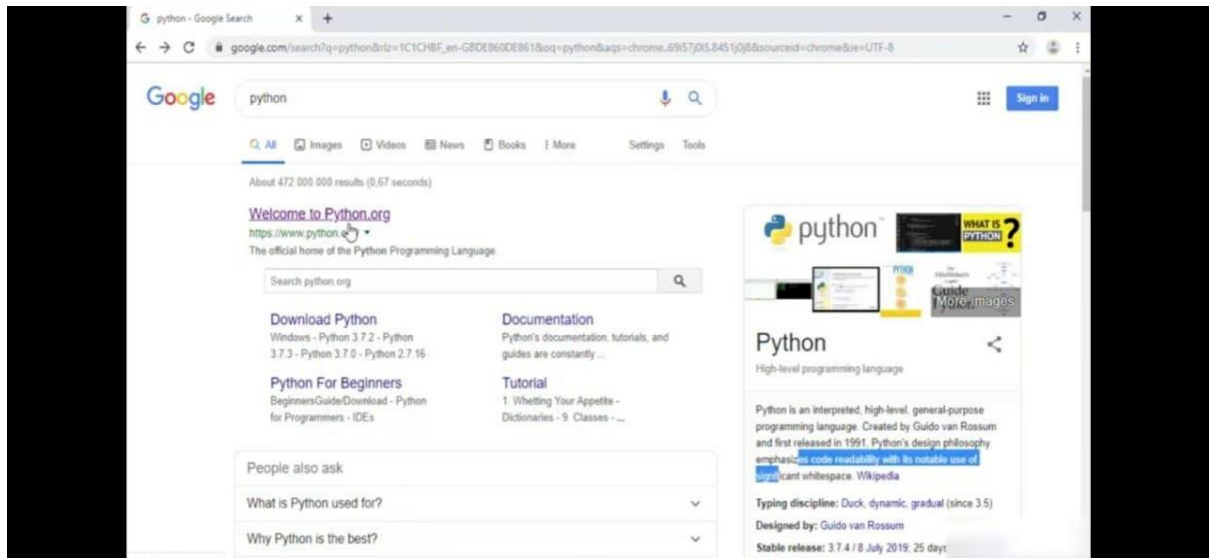 python - Google Search
google.com/search?q=python&rlz=1C1CHBF_en-GBDE860DE861&oq=python&aqs=chrome..69i57j0l5.8451j0j8&sourceid=chrome&ie=UTF-8
Google
python
Sign in
All Images Videos News Books More Settings Tools
About 472.000.000 results (0,67 seconds)
Welcome to Python.org
https://www.python.
The official home of the Python Programming Language.
Search python.org
Download Python
Windows - Python 3.7.2 - Python
3.7.3 - Python 3.7.0 - Python 2.7.16
Documentation
Python's documentation, tutorials, and
guides are constantly ...
Python For Beginners
BeginnersGuide/Download - Python
for Programmers - IDEs
Tutorial
1. Whetting Your Appetite -
Dictionaries - 9. Classes - ...
People also ask
What is Python used for?
Why Python is the best?
python
WHAT IS
PYTHON ?
PYTHON
Guide
More images
Python
High-level programming language
Python is an interpreted, high-level, general-purpose
programming language. Created by Guido van Rossum
and first released in 1991, Python's design philosophy
emphasizes code readability with its notable use of
significant whitespace. Wikipedia
Typing discipline: Duck, dynamic, gradual (since 3.5)
Designed by: Guido van Rossum
Stable release: 3.7.4 / 8 July 2019; 25 days